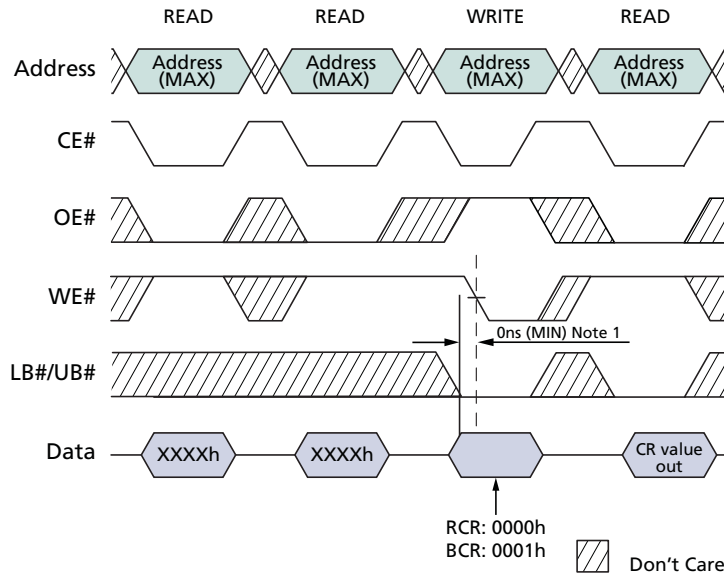 READ READ WRITE READ
Address Address (MAX) Address (MAX) Address (MAX) Address (MAX)
CE#
OE#
WE#
0ns (MIN) Note 1
LB#/UB#
Data XXXXh XXXXh CR value out
RCR: 0000h
BCR: 0001h
Don't Care